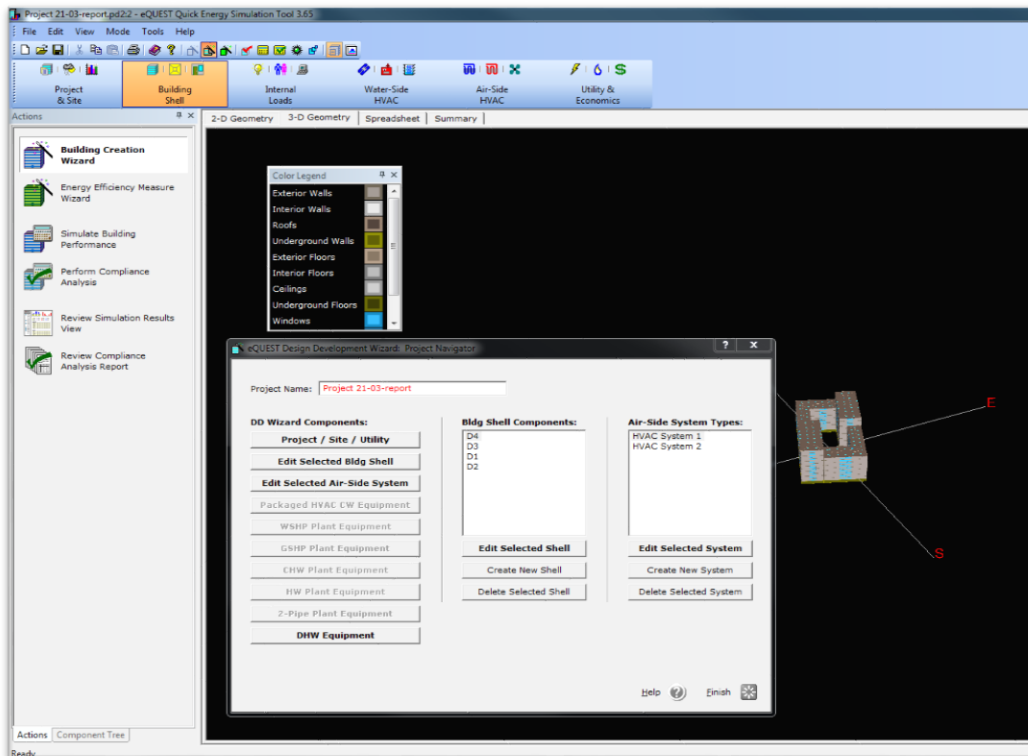 Project 21-03-report.pd2:2 - eQUEST Quick Energy Simulation Tool 3.65
File Edit View Mode Tools Help
Project & Site
Building Shell
Internal Loads
Water-Side HVAC
Air-Side HVAC
Utility & Economics
Actions
Building Creation Wizard
Energy Efficiency Measure Wizard
Simulate Building Performance
Perform Compliance Analysis
Review Simulation Results View
Review Compliance Analysis Report
2-D Geometry 3-D Geometry Spreadsheet Summary
Color Legend
Exterior Walls
Interior Walls
Roofs
Underground Walls
Exterior Floors
Interior Floors
Ceilings
Underground Floors
Windows
E
S
eQUEST Design Development Wizard: Project Navigator
Project Name: Project 21-03-report
DD Wizard Components:
Project / Site / Utility
Edit Selected Bldg Shell
Edit Selected Air-Side System
Packaged HVAC CW Equipment
WSHP Plant Equipment
GSHP Plant Equipment
CHW Plant Equipment
HW Plant Equipment
2-Pipe Plant Equipment
DHW Equipment
Bldg Shell Components:
D4
D3
D1
D2
Edit Selected Shell
Create New Shell
Delete Selected Shell
Air-Side System Types:
HVAC System 1
HVAC System 2
Edit Selected System
Create New System
Delete Selected System
Help Finish
Actions Component Tree
Ready